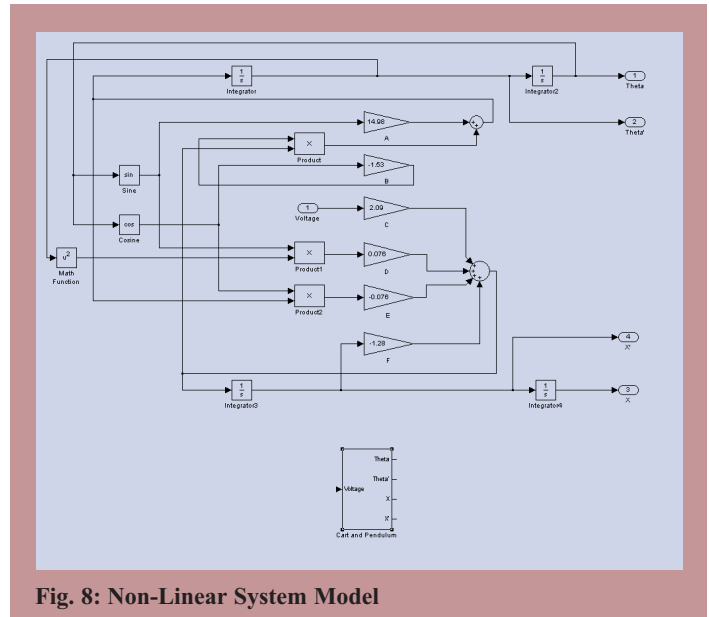 1
s
Integrator
1
s
Integrator2
1
Theta
2
Theta'
14.98
A
+
+
×
Product
-1.53
B
sin
Sine
1
Voltage
2.09
C
cos
Cosine
u²
Math
Function
×
Product1
0.076
D
+
+
+
+
×
Product2
-0.076
E
-1.28
F
4
X'
1
s
Integrator3
1
s
Integrator4
3
X
Voltage
Theta
Theta'
X
X'
Cart and Pendulum
Fig. 8: Non-Linear System Model